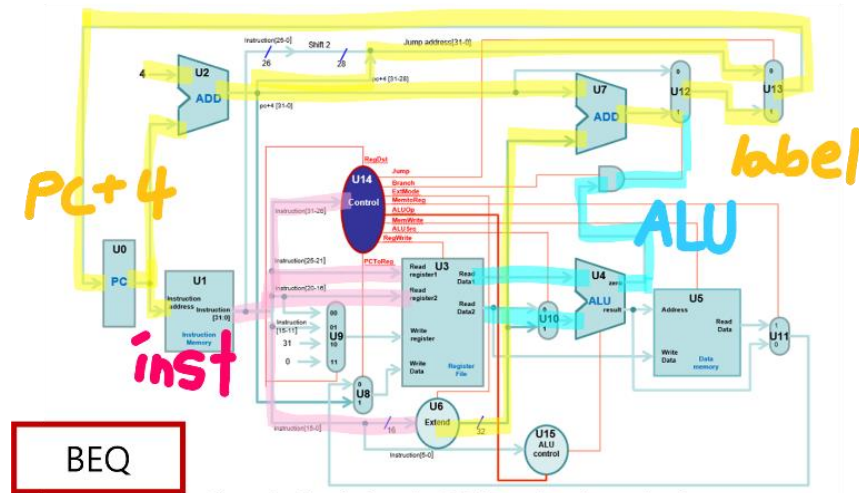 Instruction[25-0]
Shift 2
Jump address[31-0]
26
28
4
U2
ADD
pc+4 [31-28]
pc+4 [31-0]
U7
ADD
0
U12
1
0
U13
1
label
PC+4
RegDst
Jump
Branch
ExtMode
MemtoReg
ALUOp
MemWrite
ALUSrc
RegWrite
PCToReg
U14
Control
ALU
Instruction[31-26]
U0
PC
U1
Instruction address
Instruction [31:0]
Instruction Memory
inst
Instruction[25-21]
Instruction[20-16]
Instruction [15-11]
31
0
00
01
U9
10
11
U3
Read register1
Read register2
Write register
Write Data
Read Data1
Read Data2
Register File
0
U10
1
U4
ALU
zero
result
U5
Address
Read Data
Write Data
Data memory
1
U11
0
0
U8
1
U6
Extend
16
32
Instruction[15-0]
Instruction[5-0]
U15
ALU control
BEQ